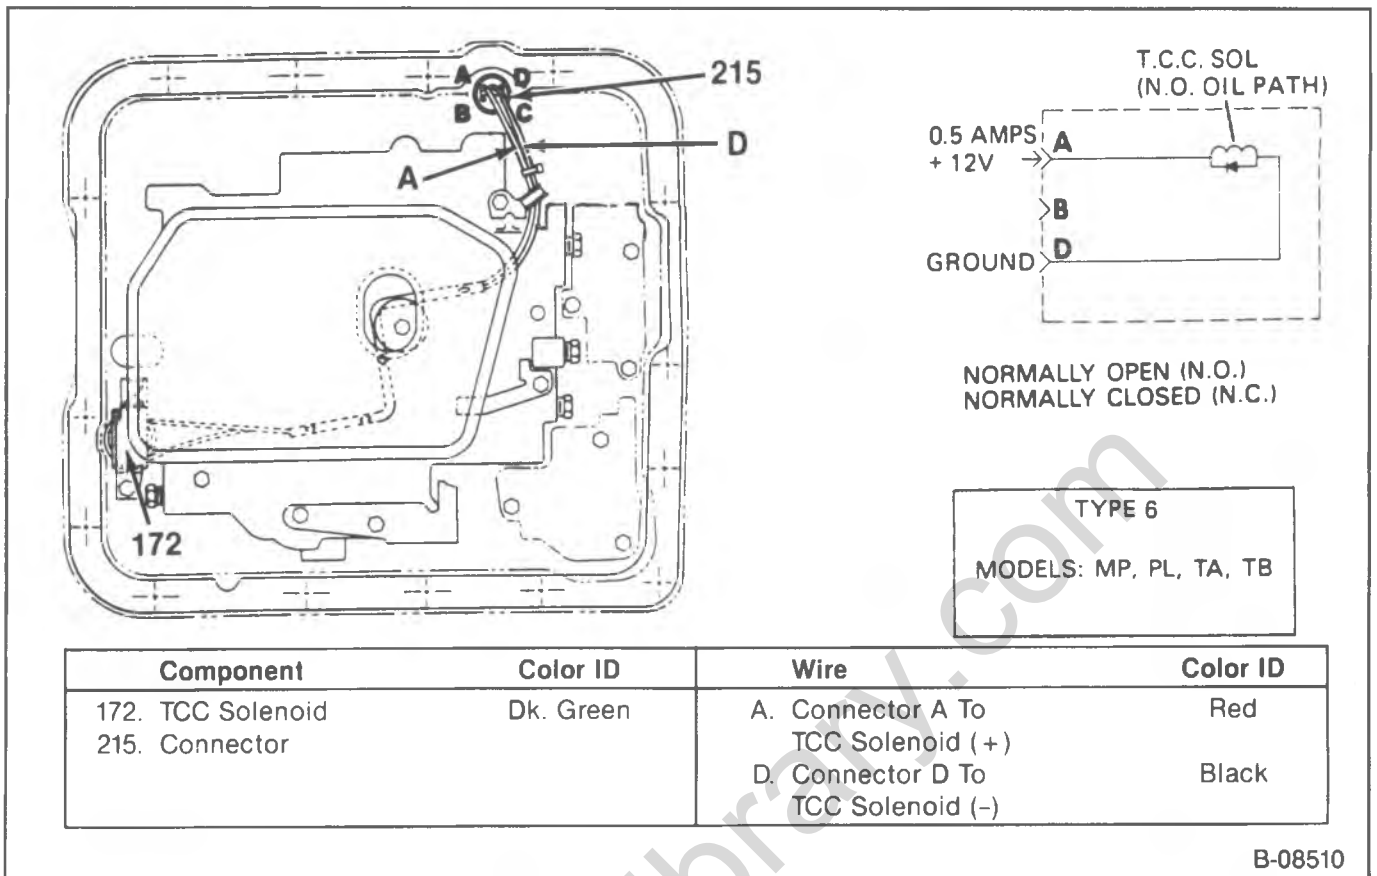 A D
B C
215
D
A
172
T.C.C. SOL
(N.O. OIL PATH)
0.5 AMPS
+ 12V
A
B
D
GROUND
NORMALLY OPEN (N.O.)
NORMALLY CLOSED (N.C.)
TYPE 6
MODELS: MP, PL, TA, TB
Component Color ID Wire Color ID
172. TCC Solenoid Dk. Green A. Connector A To Red
215. Connector TCC Solenoid (+)
D. Connector D To Black
TCC Solenoid (-)
B-08510
brary.com